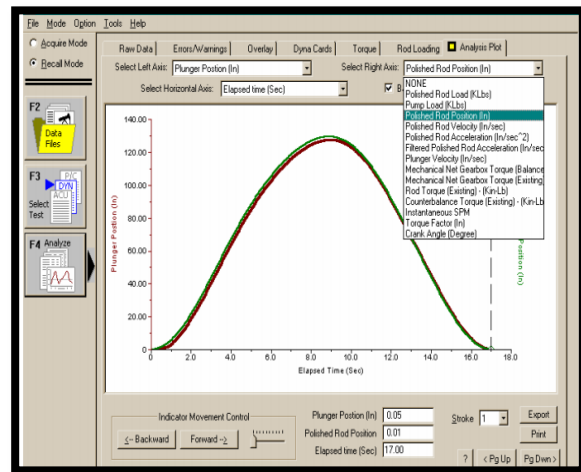 File Mode Option Tools Help
Acquire Mode
Recall Mode
F2
Data
Files
F3
P/C
DYN
ACU
Select
Test
F4 Analyze
Raw Data Errors/Warnings Overlay Dyna Cards Torque Rod Loading Analysis Plot
Select Left Axis: Plunger Postion (In) Select Right Axis: Polished Rod Position (In)
Select Horizontal Axis: Elapsed time (Sec)
NONE
Polished Rod Load (KLbs)
Pump Load (KLbs)
Polished Rod Position (In)
Polished Rod Velocity (In/sec)
Polished Rod Acceleration (In/sec^2)
Filtered Polished Rod Acceleration (In/sec
Plunger Velocity (In/sec)
Mechanical Net Gearbox Torque (Balance
Mechanical Net Gearbox Torque (Existing
Rod Torque (Existing) - (Kin-Lb
Counterbalance Torque (Existing) - (Kin-Lb
Instantaneous SPM
Torque Factor (In)
Crank Angle (Degree)
140.00
120.00
100.00
80.00
60.00
40.00
20.00
0
Plunger Postion (In)
Position (In)
0 2.0 4.0 6.0 8.0 10.0 12.0 14.0 16.0 18.0
Elapsed Time (Sec)
Indicator Movement Control
<- Backward Forward ->
Plunger Postion (In) 0.05
Polished Rod Position 0.01
Elapsed time (Sec) 17.00
Stroke 1
Export
Print
? < Pg Up Pg Dwn >